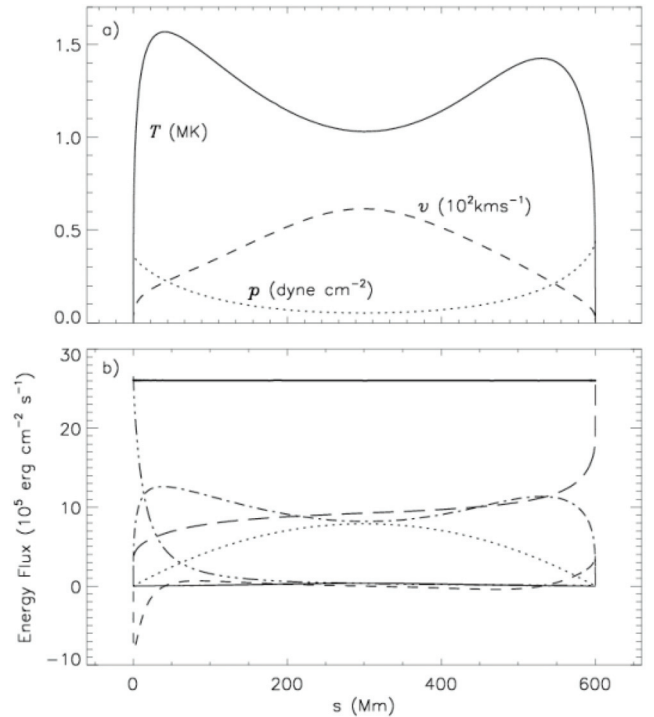 a)
1.5
1.0
0.5
0.0
T (MK)
v (10²kms⁻¹)
p (dyne cm⁻²)
b)
30
20
10
0
−10
Energy Flux (10⁵ erg cm⁻² s⁻¹)
0 200 400 600
s (Mm)